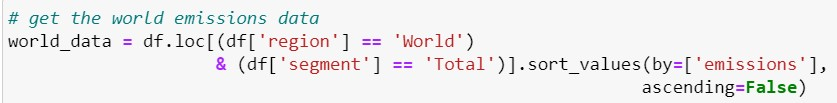 # get the world emissions data
world_data = df.loc[(df['region'] == 'World')
& (df['segment'] == 'Total')].sort_values(by=['emissions'],
ascending=False)